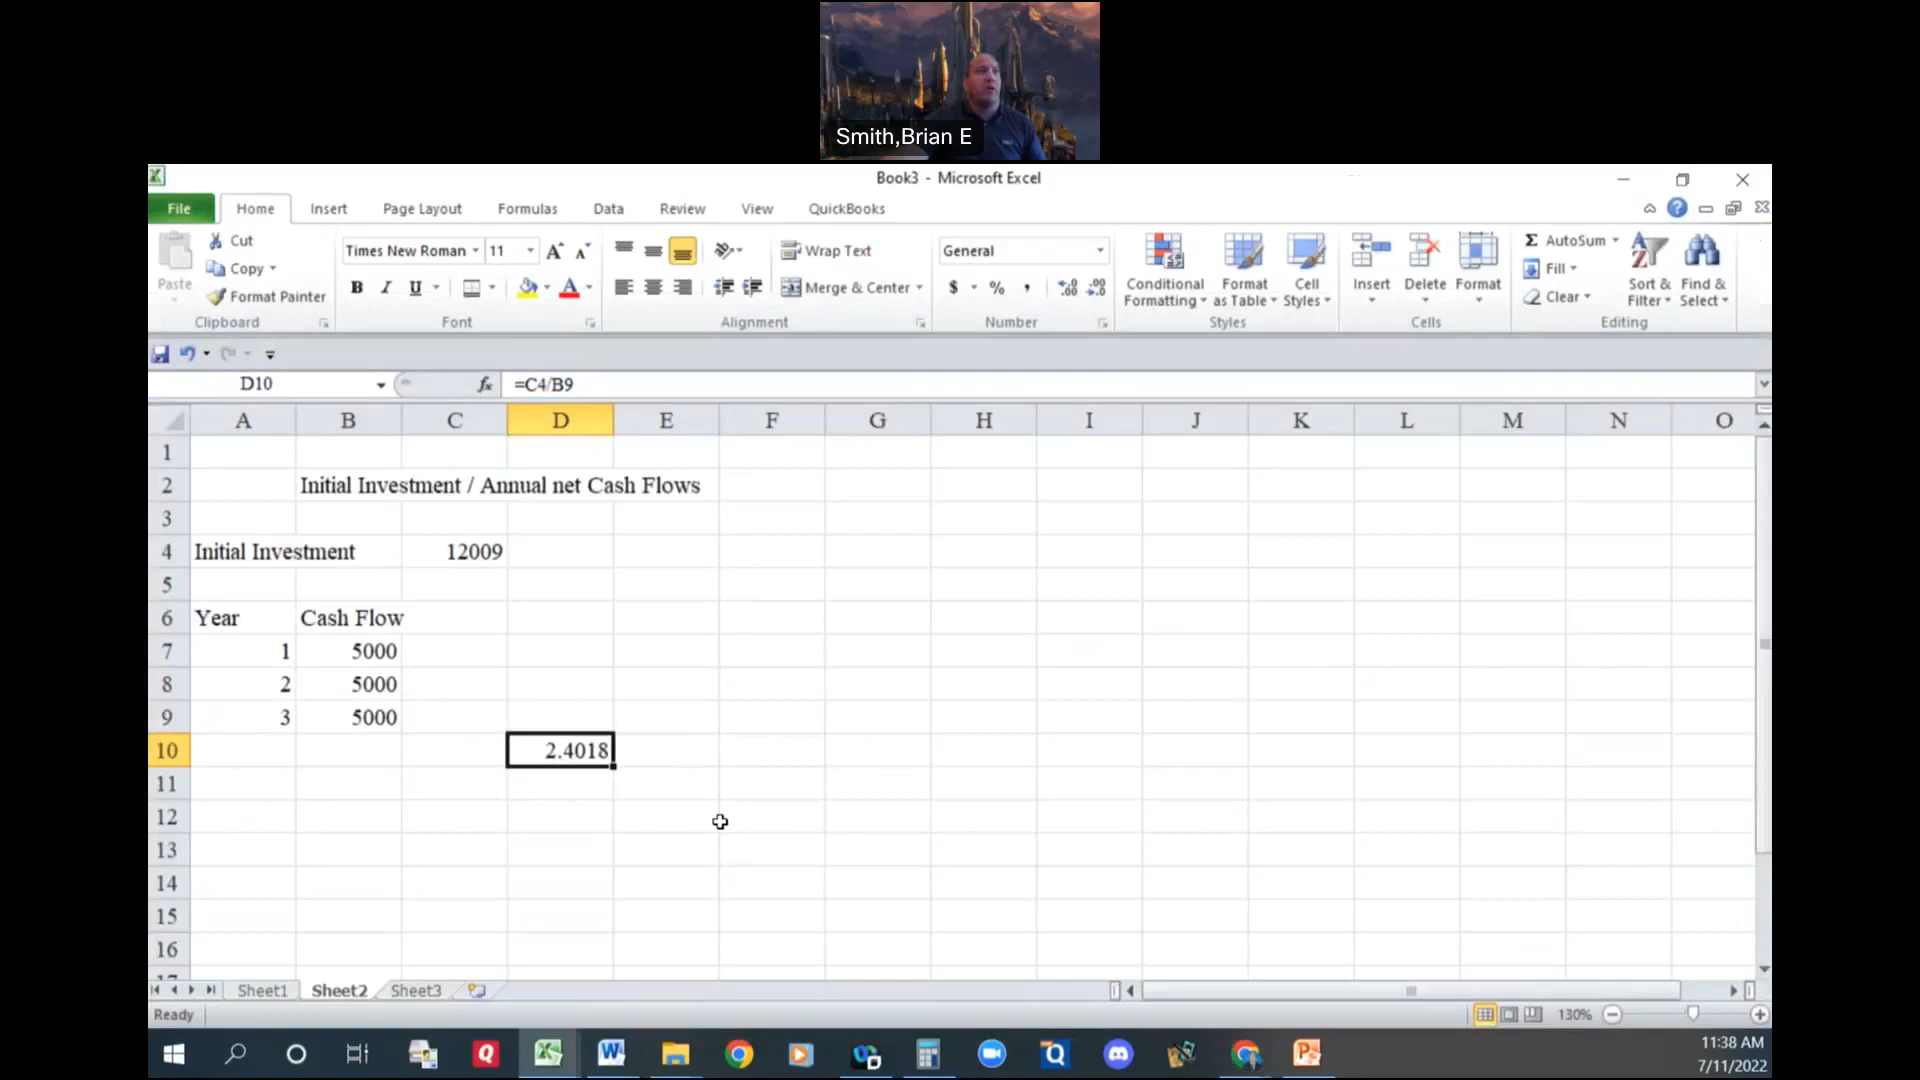 Smith,Brian E
Book3 - Microsoft Excel
File Home Insert Page Layout Formulas Data Review View QuickBooks
Paste
Cut
Copy
Format Painter
Clipboard
Times New Roman 11
B I U
Font
Wrap Text
Merge & Center
Alignment
General
$ % ,
Number
Conditional Formatting
Format as Table
Cell Styles
Styles
Insert Delete Format
Cells
Σ AutoSum
Fill
Clear
Sort & Filter
Find & Select
Editing
D10 fx =C4/B9
A B C D E F G H I J K L M N O
1
2 Initial Investment / Annual net Cash Flows
3
4 Initial Investment 12009
5
6 Year Cash Flow
7 1 5000
8 2 5000
9 3 5000
10 2.4018
11
12
13
14
15
16
17
Sheet1 Sheet2 Sheet3
Ready 130%
11:38 AM
7/11/2022